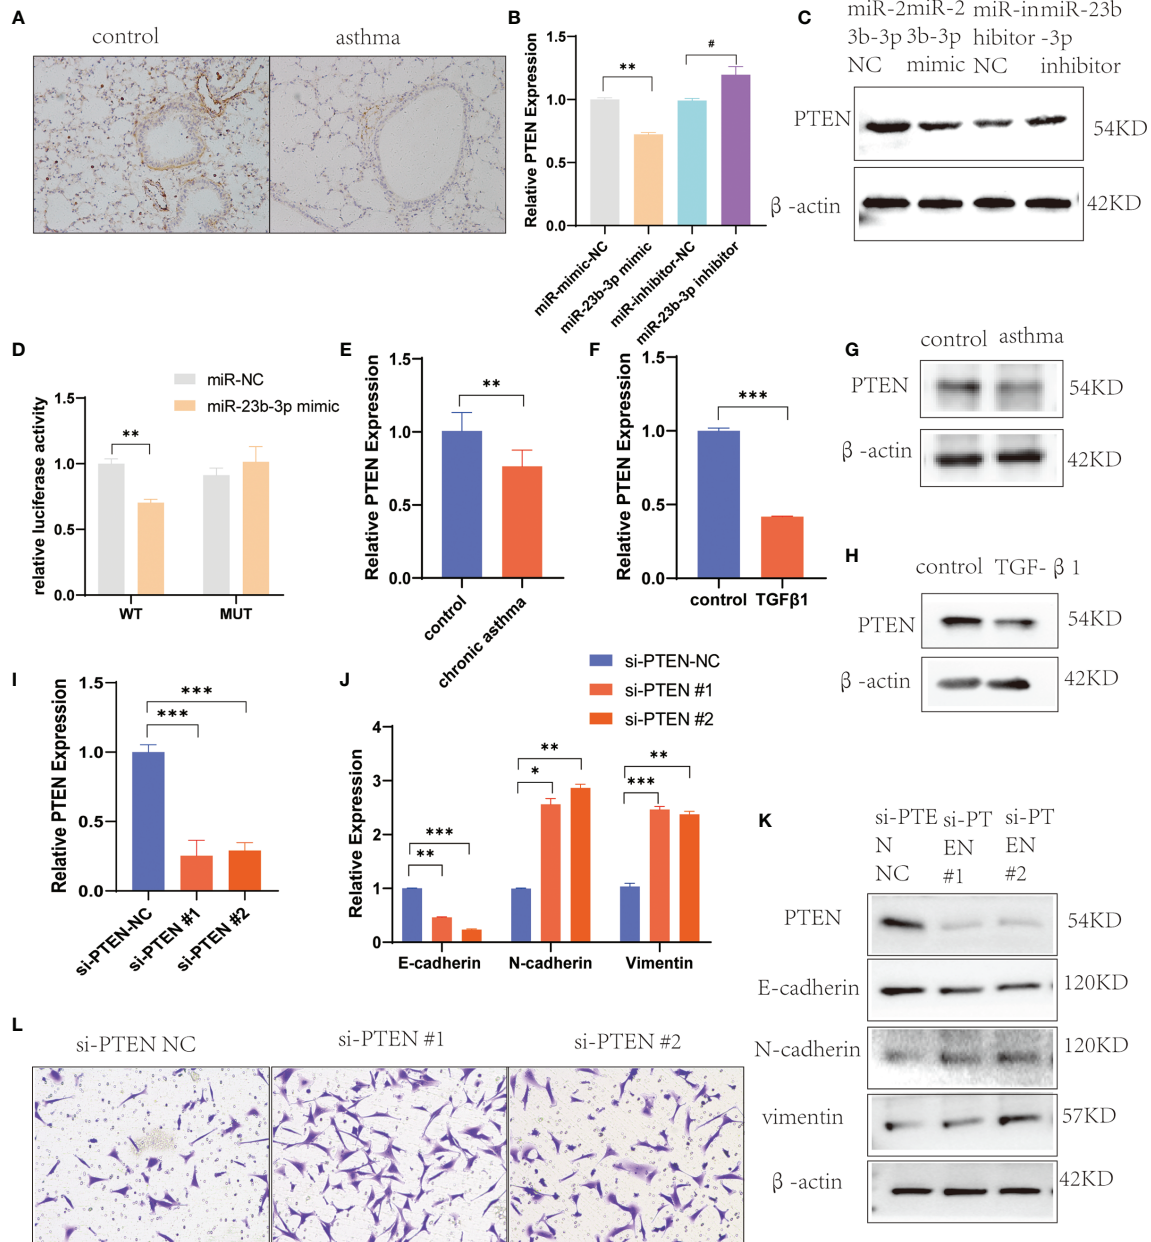 A
control
asthma
B
Relative PTEN Expression
1.5
1.0
0.5
0.0
**
#
miR-mimic-NC
miR-23b-3p mimic
miR-inhibitor-NC
miR-23b-3p inhibitor
C
miR-2 miR-2 miR-in miR-23b
3b-3p 3b-3p hibitor -3p
NC mimic NC inhibitor
PTEN
54KD
β -actin
42KD
D
miR-NC
miR-23b-3p mimic
relative luciferase activity
1.5
1.0
0.5
0.0
**
WT
MUT
E
Relative PTEN Expression
1.5
1.0
0.5
0.0
**
control
chronic asthma
F
Relative PTEN Expression
1.5
1.0
0.5
0.0
***
control TGFβ1
G
control asthma
PTEN
54KD
β -actin
42KD
H
control TGF- β 1
PTEN
54KD
β -actin
42KD
I
Relative PTEN Expression
1.5
1.0
0.5
0.0
***
***
si-PTEN-NC
si-PTEN #1
si-PTEN #2
J
si-PTEN-NC
si-PTEN #1
si-PTEN #2
Relative Expression
4
3
2
1
0
***
**
**
*
**
***
E-cadherin
N-cadherin
Vimentin
K
si-PTE si-PT si-PT
N EN EN
NC #1 #2
PTEN
54KD
E-cadherin
120KD
N-cadherin
120KD
vimentin
57KD
β -actin
42KD
L
si-PTEN NC
si-PTEN #1
si-PTEN #2